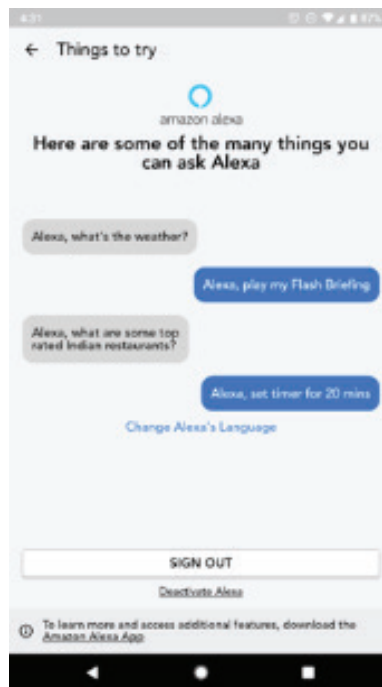 4:31
87%
Things to try
amazon alexa
Here are some of the many things you
can ask Alexa
Alexa, what's the weather?
Alexa, play my Flash Briefing
Alexa, what are some top
rated Indian restaurants?
Alexa, set timer for 20 mins
Change Alexa's Language
SIGN OUT
Deactivate Alexa
To learn more and access additional features, download the
Amazon Alexa App